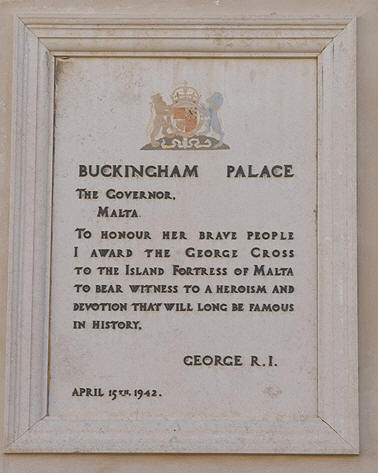 BUCKINGHAM PALACE
THE GOVERNOR,
MALTA.
TO HONOUR HER BRAVE PEOPLE
I AWARD THE GEORGE CROSS
TO THE ISLAND FORTRESS OF MALTA
TO BEAR WITNESS TO A HEROISM AND
DEVOTION THAT WILL LONG BE FAMOUS
IN HISTORY.
GEORGE R.I.
APRIL 15TH. 1942.